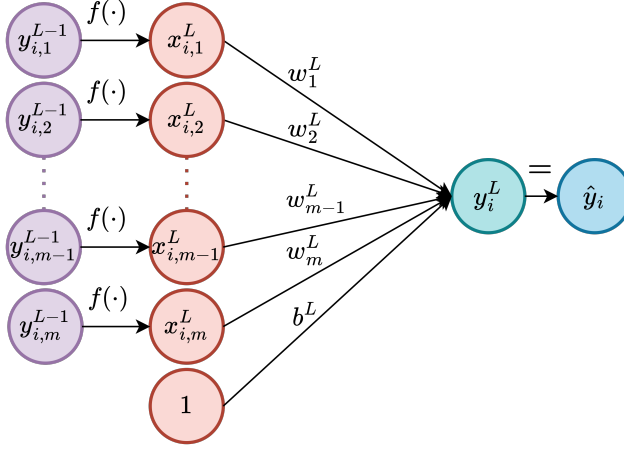 y_{i,1}^{L-1} f(·) x_{i,1}^{L}
w_1^L
y_{i,2}^{L-1} f(·) x_{i,2}^{L}
w_2^L
y_i^L = ŷ_i
w_{m-1}^L
y_{i,m-1}^{L-1} f(·) x_{i,m-1}^{L}
w_m^L
y_{i,m}^{L-1} f(·) x_{i,m}^{L}
b^L
1